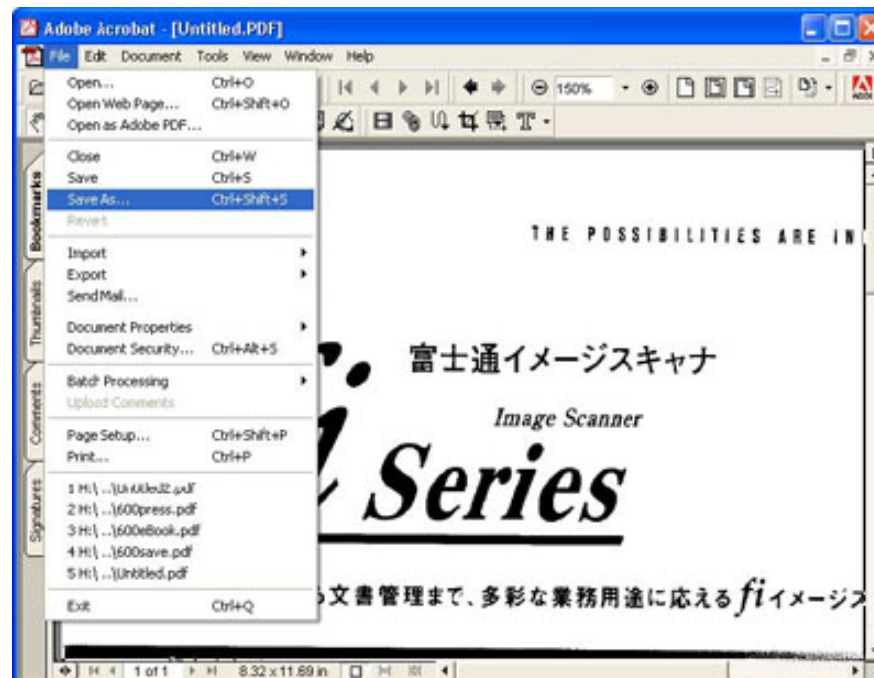 Adobe Acrobat - [Untitled.PDF]
File Edit Document Tools View Window Help
Open... Ctrl+O
Open Web Page... Ctrl+Shift+O
Open as Adobe PDF...
Close Ctrl+W
Save Ctrl+S
Save As... Ctrl+Shift+S
Revert
Import
Export
Send Mail...
Document Properties
Document Security... Ctrl+Alt+S
Batch Processing
Upload Comments
Page Setup... Ctrl+Shift+P
Print... Ctrl+P
1 H:\...\Untitled2.pdf
2 H:\...\600press.pdf
3 H:\...\600eBook.pdf
4 H:\...\600save.pdf
5 H:\...\Untitled.pdf
Exit Ctrl+Q
150%
Bookmarks
Thumbnails
Comments
Signatures
THE POSSIBILITIES ARE IN
富士通イメージスキャナ
Image Scanner
Series
文書管理まで、多彩な業務用途に応えるfiイメージス
1 of 1 8.32 x 11.69 in